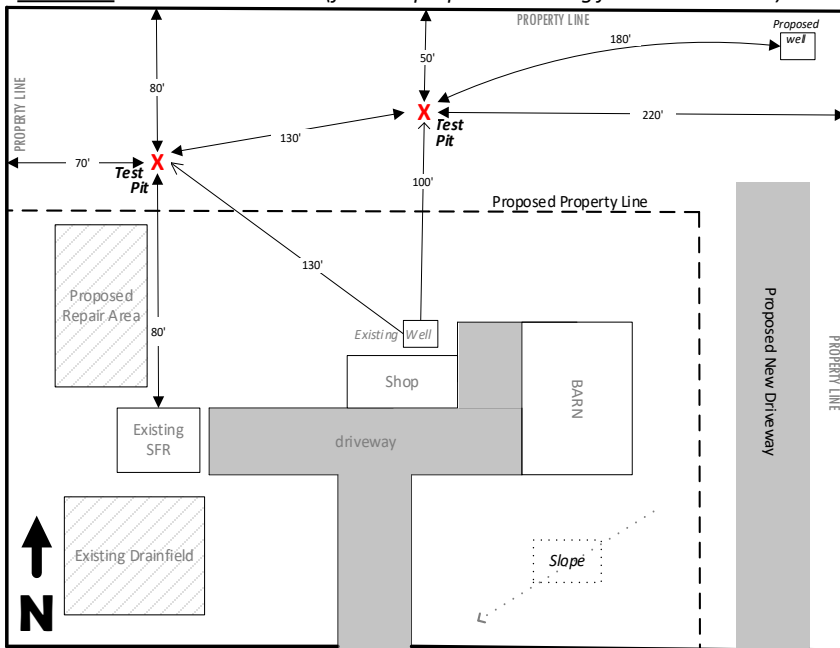 PROPERTY LINE
Proposed
well
180'
50'
80'
PROPERTY LINE
130'
220'
Test
Pit
70'
Test
Pit
100'
Proposed Property Line
130'
Proposed
Repair Area
80'
Existing Well
Shop
BARN
Proposed New Driveway
PROPERTY LINE
Existing
SFR
driveway
Existing Drainfield
Slope
N